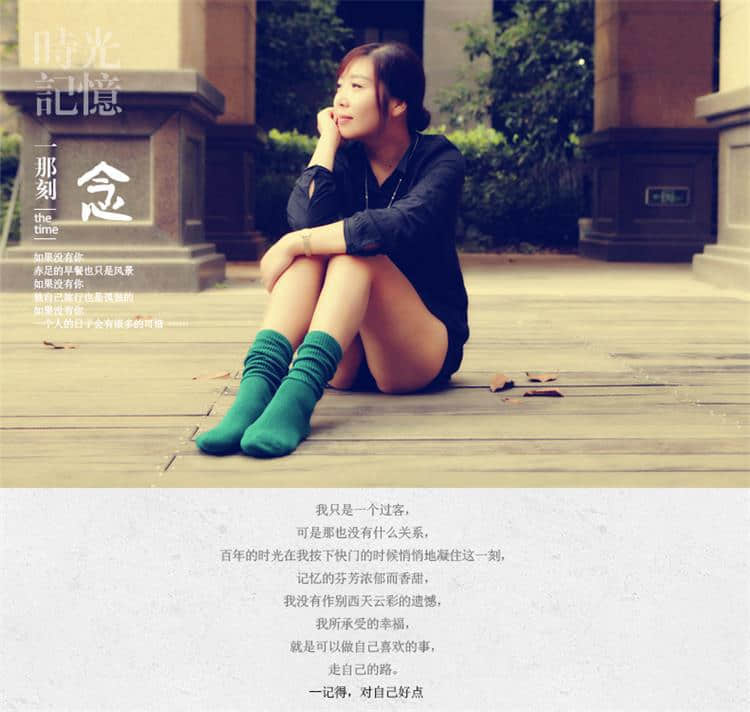 時光
記憶
一那刻
the
time
念
如果没有你
赤足的早餐也只是风景
如果没有你
做自己旅行也是孤独的
如果没有你
一个人的日子会有很多的可惜
我只是一个过客,
可是那也没有什么关系,
百年的时光在我按下快门的时候悄悄地凝住这一刻,
记忆的芬芳浓郁而香甜,
我没有作别西天云彩的遗憾,
我所承受的幸福,
就是可以做自己喜欢的事,
走自己的路。
一记得，对自己好点